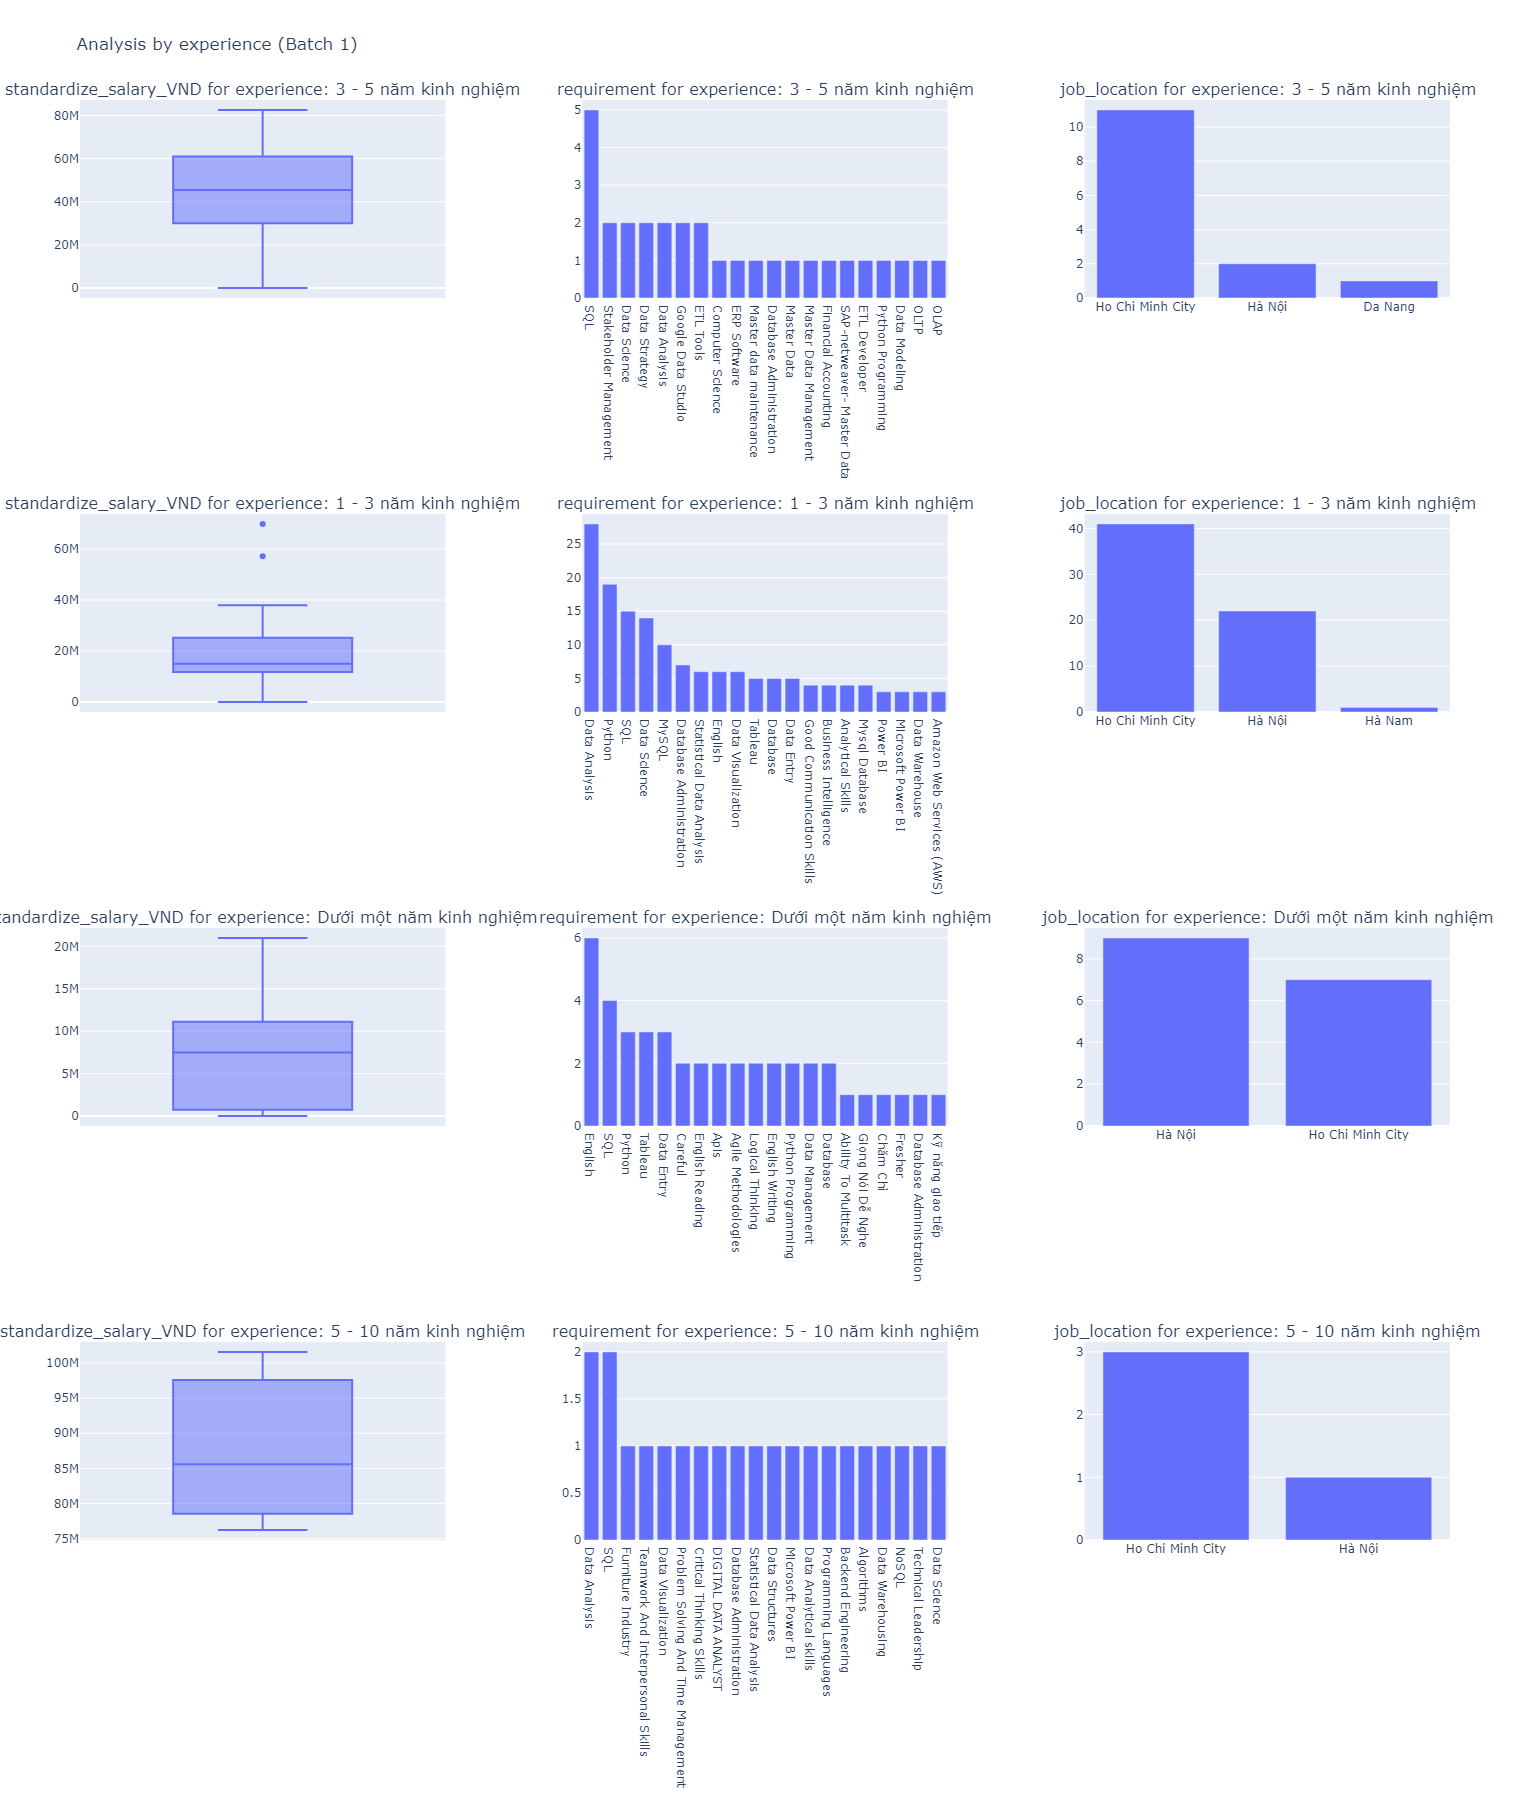 Analysis by experience (Batch 1)
standardize_salary_VND for experience: 3 - 5 năm kinh nghiệm
80M
60M
40M
20M
0
requirement for experience: 3 - 5 năm kinh nghiệm
5
4
3
2
1
0
SQL
Stakeholder Management
Data Science
Data Strategy
Data Analysis
Google Data Studio
ETL Tools
Computer Science
ERP Software
Master data maintenance
Database Administration
Master Data
Master Data Management
Financial Accounting
SAP-netweaver- Master Data
ETL Developer
Python Programming
Data Modeling
OLTP
OLAP
job_location for experience: 3 - 5 năm kinh nghiệm
10
8
6
4
2
0
Ho Chi Minh City
Hà Nội
Da Nang
standardize_salary_VND for experience: 1 - 3 năm kinh nghiệm
60M
40M
20M
0
requirement for experience: 1 - 3 năm kinh nghiệm
25
20
15
10
5
0
Data Analysis
Python
SQL
Data Science
MySQL
Database Administration
Statistical Data Analysis
English
Data Visualization
Tableau
Database
Data Entry
Good Communication Skills
Business Intelligence
Analytical Skills
Mysql Database
Power BI
Microsoft Power BI
Data Warehouse
Amazon Web Services (AWS)
job_location for experience: 1 - 3 năm kinh nghiệm
40
30
20
10
0
Ho Chi Minh City
Hà Nội
Hà Nam
tandardize_salary_VND for experience: Dưới một năm kinh nghiệm
20M
15M
10M
5M
0
requirement for experience: Dưới một năm kinh nghiệm
6
4
2
0
English
SQL
Python
Tableau
Data Entry
Careful
English Reading
Apis
Agile Methodologies
Logical Thinking
English Writing
Python Programming
Data Management
Database
Ability To Multitask
Giọng Nói Dễ Nghe
Chăm Chỉ
Fresher
Database Administration
Kỹ năng giao tiếp
job_location for experience: Dưới một năm kinh nghiệm
8
6
4
2
0
Hà Nội
Ho Chi Minh City
standardize_salary_VND for experience: 5 - 10 năm kinh nghiệm
100M
95M
90M
85M
80M
75M
requirement for experience: 5 - 10 năm kinh nghiệm
2
1.5
1
0.5
0
Data Analysis
SQL
Furniture Industry
Teamwork And Interpersonal Skills
Data Visualization
Problem Solving And Time Management
Critical Thinking Skills
DIGITAL DATA ANALYST
Database Administration
Statistical Data Analysis
Data Structures
Microsoft Power BI
Data Analytical skills
Programming Languages
Backend Engineering
Algorithms
Data Warehousing
NoSQL
Technical Leadership
Data Science
job_location for experience: 5 - 10 năm kinh nghiệm
3
2
1
0
Ho Chi Minh City
Hà Nội